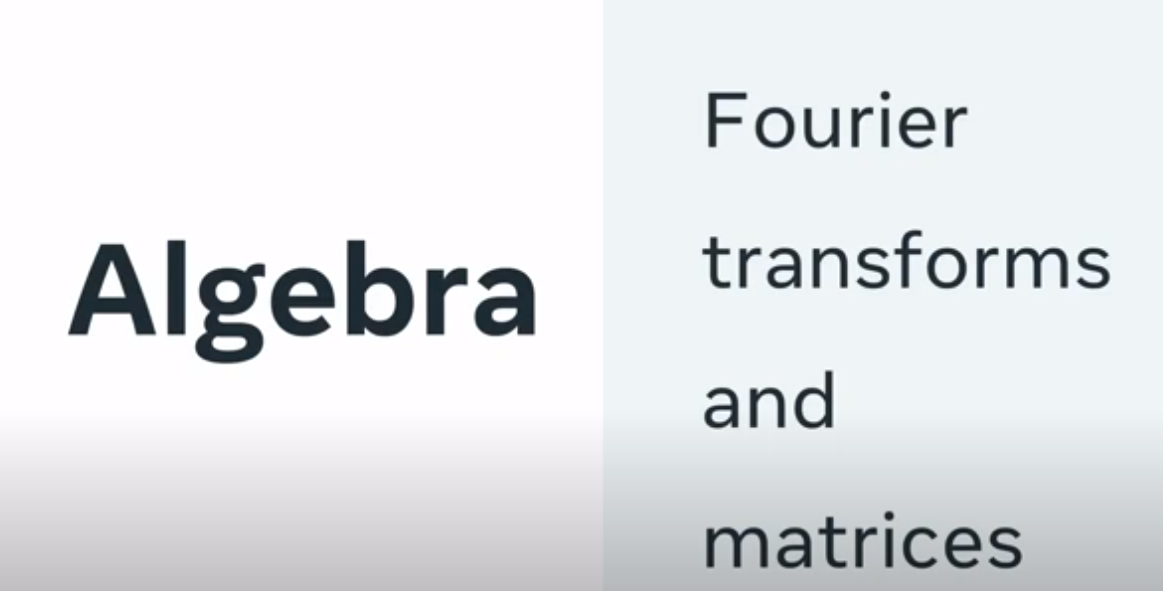 Algebra
Fourier
transforms
and
matrices